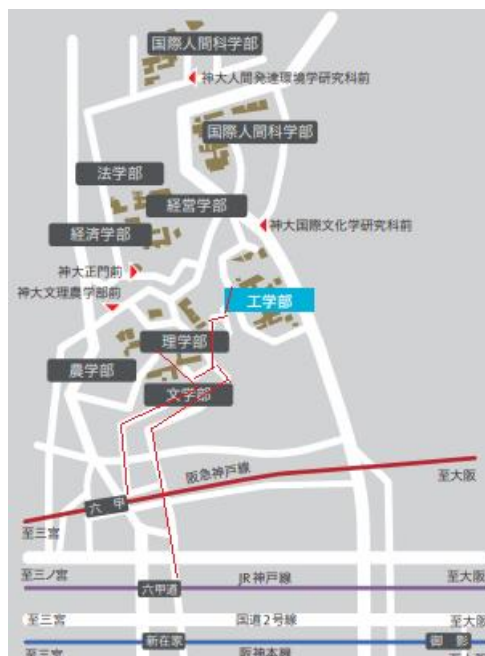 国際人間科学部
神大人間発達環境学研究科前
国際人間科学部
法学部
経営学部
神大国際文化学研究科前
経済学部
神大正門前
神大文理農学部前
工学部
理学部
農学部
文学部
阪急神戸線
至大阪
六 甲
至三宮
至三ノ宮
JR神戸線
至大阪
六甲道
至三宮
国道2号線
至大阪
新在家
御 影
至三宮
阪神本線
至大阪